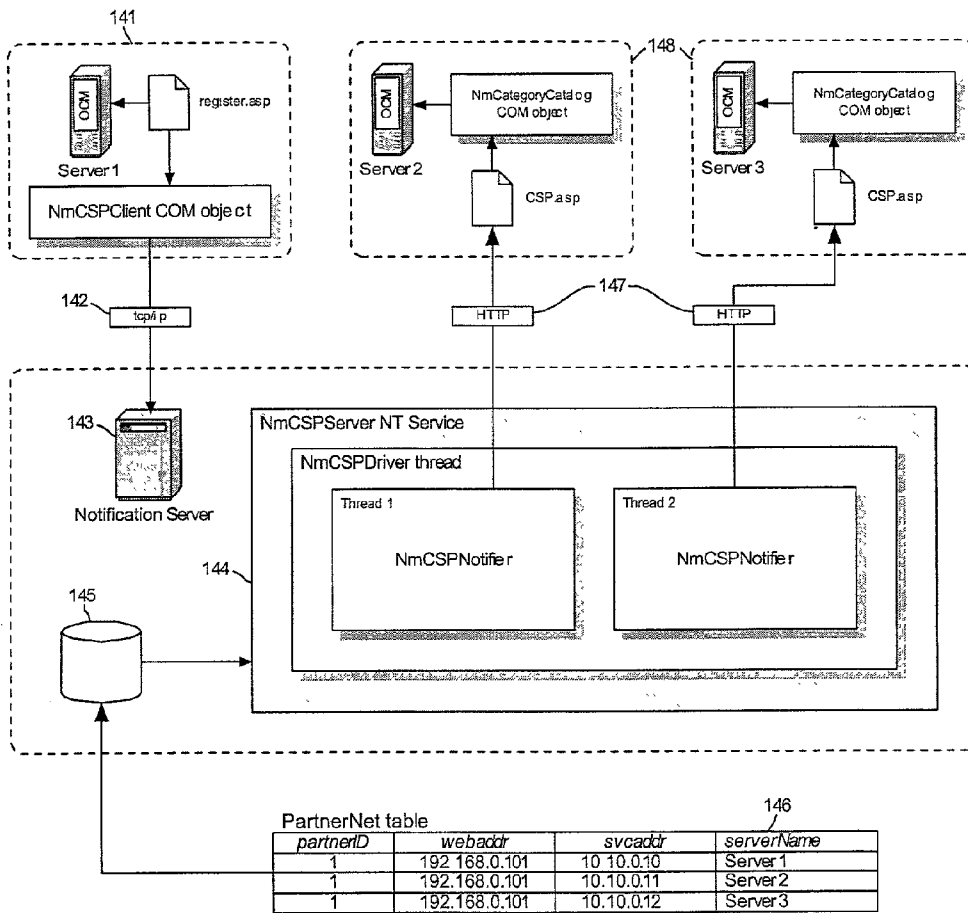 141
148
OCM
register.asp
Server 1
NmCSPClient COM object
OCM
NmCategoryCatalog
COM object
Server 2
CSP.asp
OCM
NmCategoryCatalog
COM object
Server 3
CSP.asp
142
tcp/ip
147
HTTP
HTTP
143
Notification Server
NmCSPServer NT Service
NmCSPDriver thread
Thread 1
NmCSPNotifier
Thread 2
NmCSPNotifier
144
145
PartnerNet table
146
partnerID webaddr svcaddr serverName
1 192.168.0.101 10.10.0.10 Server 1
1 192.168.0.101 10.10.0.11 Server 2
1 192.168.0.101 10.10.0.12 Server 3